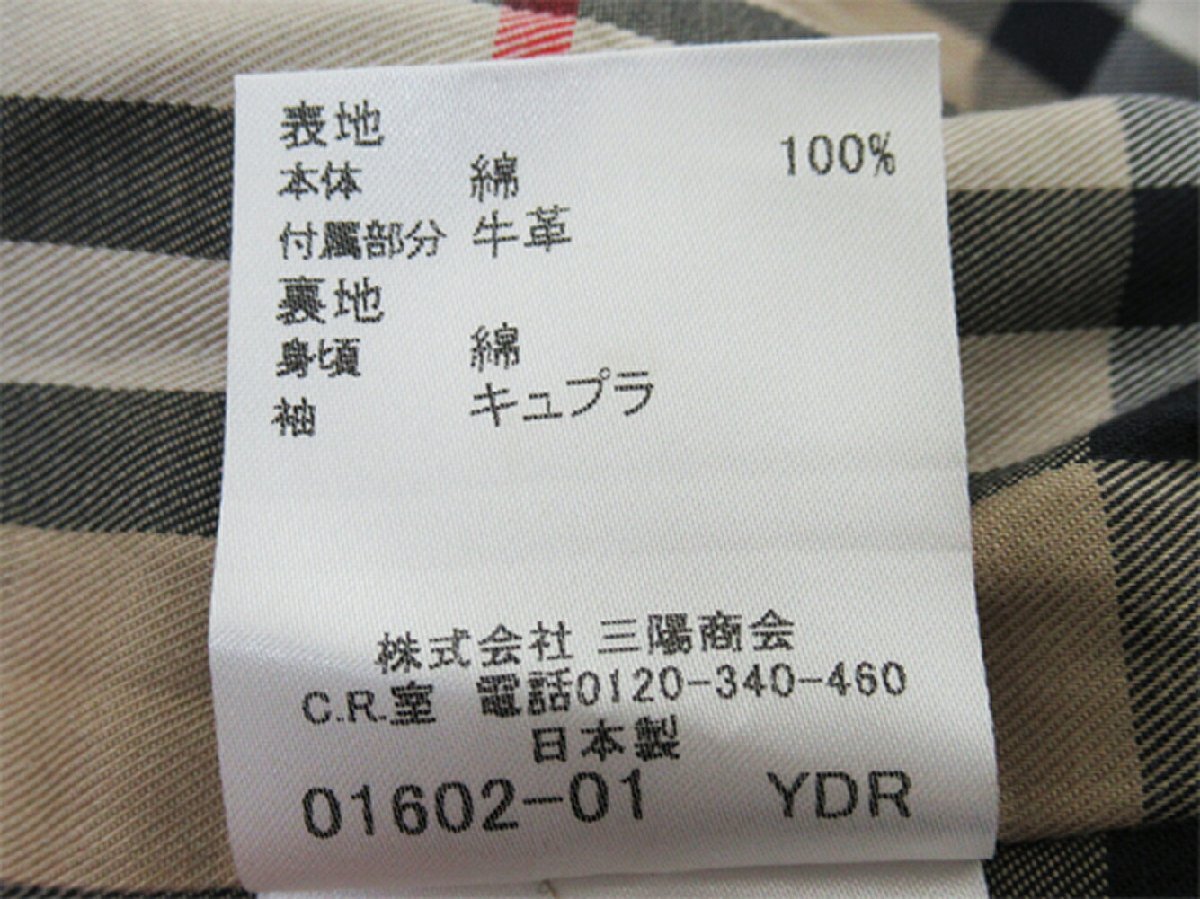 表地
本体 綿 100%
付属部分 牛革
裏地
身頃 綿
袖 キュプラ
株式会社 三陽商会
C.R.室 電話0120-340-460
日本製
01602-01 YDR